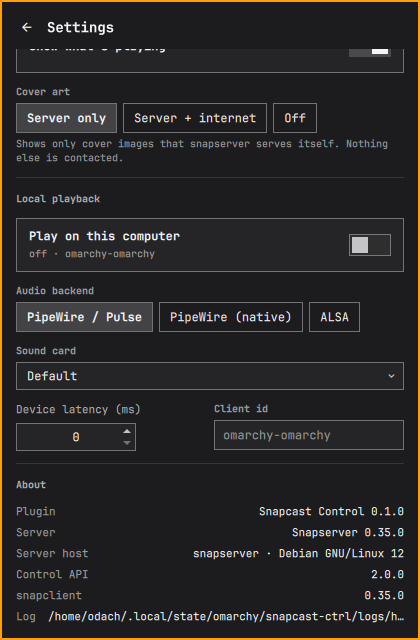 ← Settings
Show what's playing
Cover art
Server only Server + internet Off
Shows only cover images that snapserver serves itself. Nothing
else is contacted.
Local playback
Play on this computer
off · omarchy-omarchy
Audio backend
PipeWire / Pulse PipeWire (native) ALSA
Sound card
Default
Device latency (ms) Client id
0 omarchy-omarchy
About
Plugin Snapcast Control 0.1.0
Server Snapserver 0.35.0
Server host snapserver · Debian GNU/Linux 12
Control API 2.0.0
snapclient 0.35.0
Log /home/odach/.local/state/omarchy/snapcast-ctrl/logs/h…